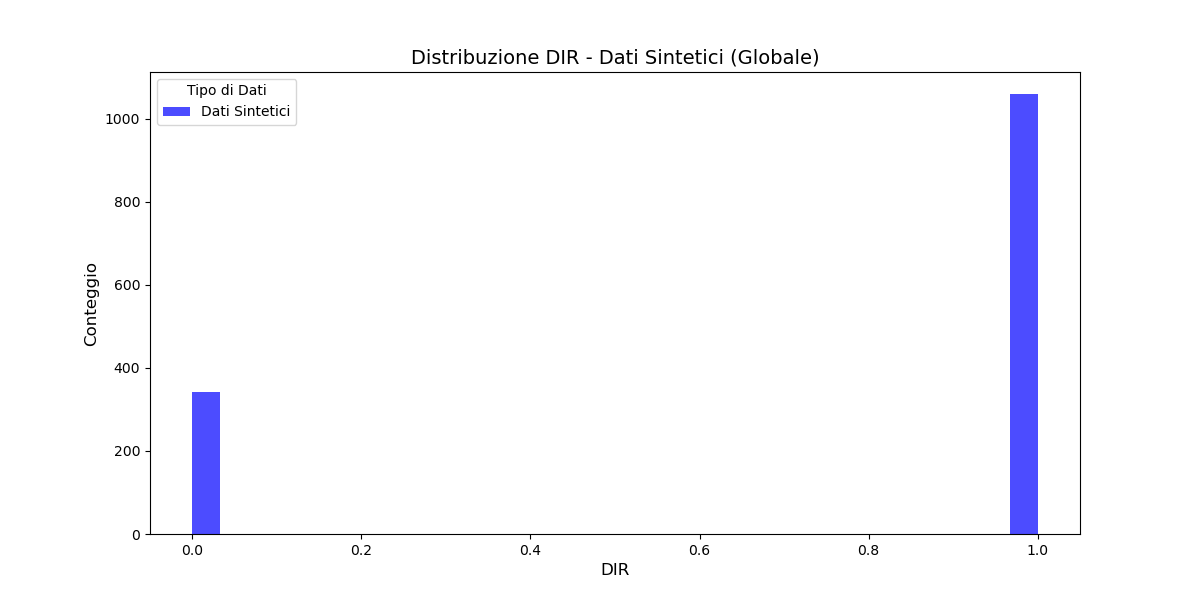 Distribuzione DIR - Dati Sintetici (Globale)
Tipo di Dati
Dati Sintetici
1000
800
600
400
200
0
Conteggio
0.0 0.2 0.4 0.6 0.8 1.0
DIR